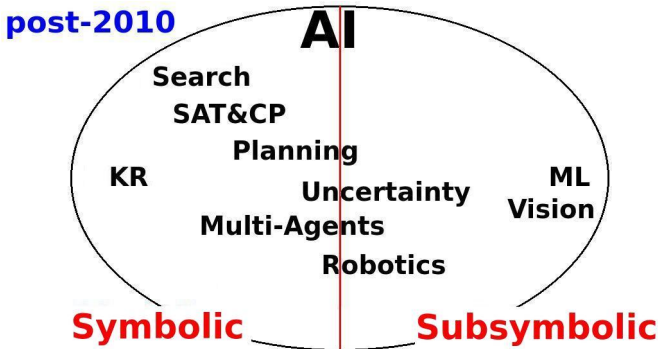 post-2010
AI
Search
SAT&CP
Planning
KR
ML
Uncertainty
Vision
Multi-Agents
Robotics
Symbolic
Subsymbolic